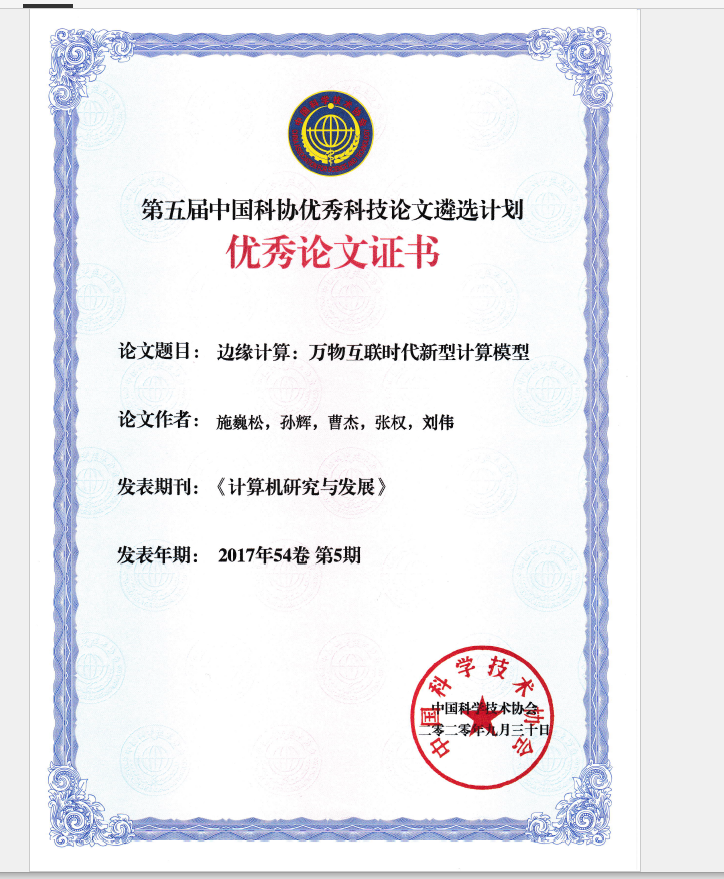 第五届中国科协优秀科技论文遴选计划
优秀论文证书
论文题目： 边缘计算：万物互联时代新型计算模型
论文作者： 施巍松，孙辉，曹杰，张权，刘伟
发表期刊：《计算机研究与发展》
发表年期： 2017年54卷 第5期
中国科学技术协会
中国科学技术协会
二零二零年九月三十日